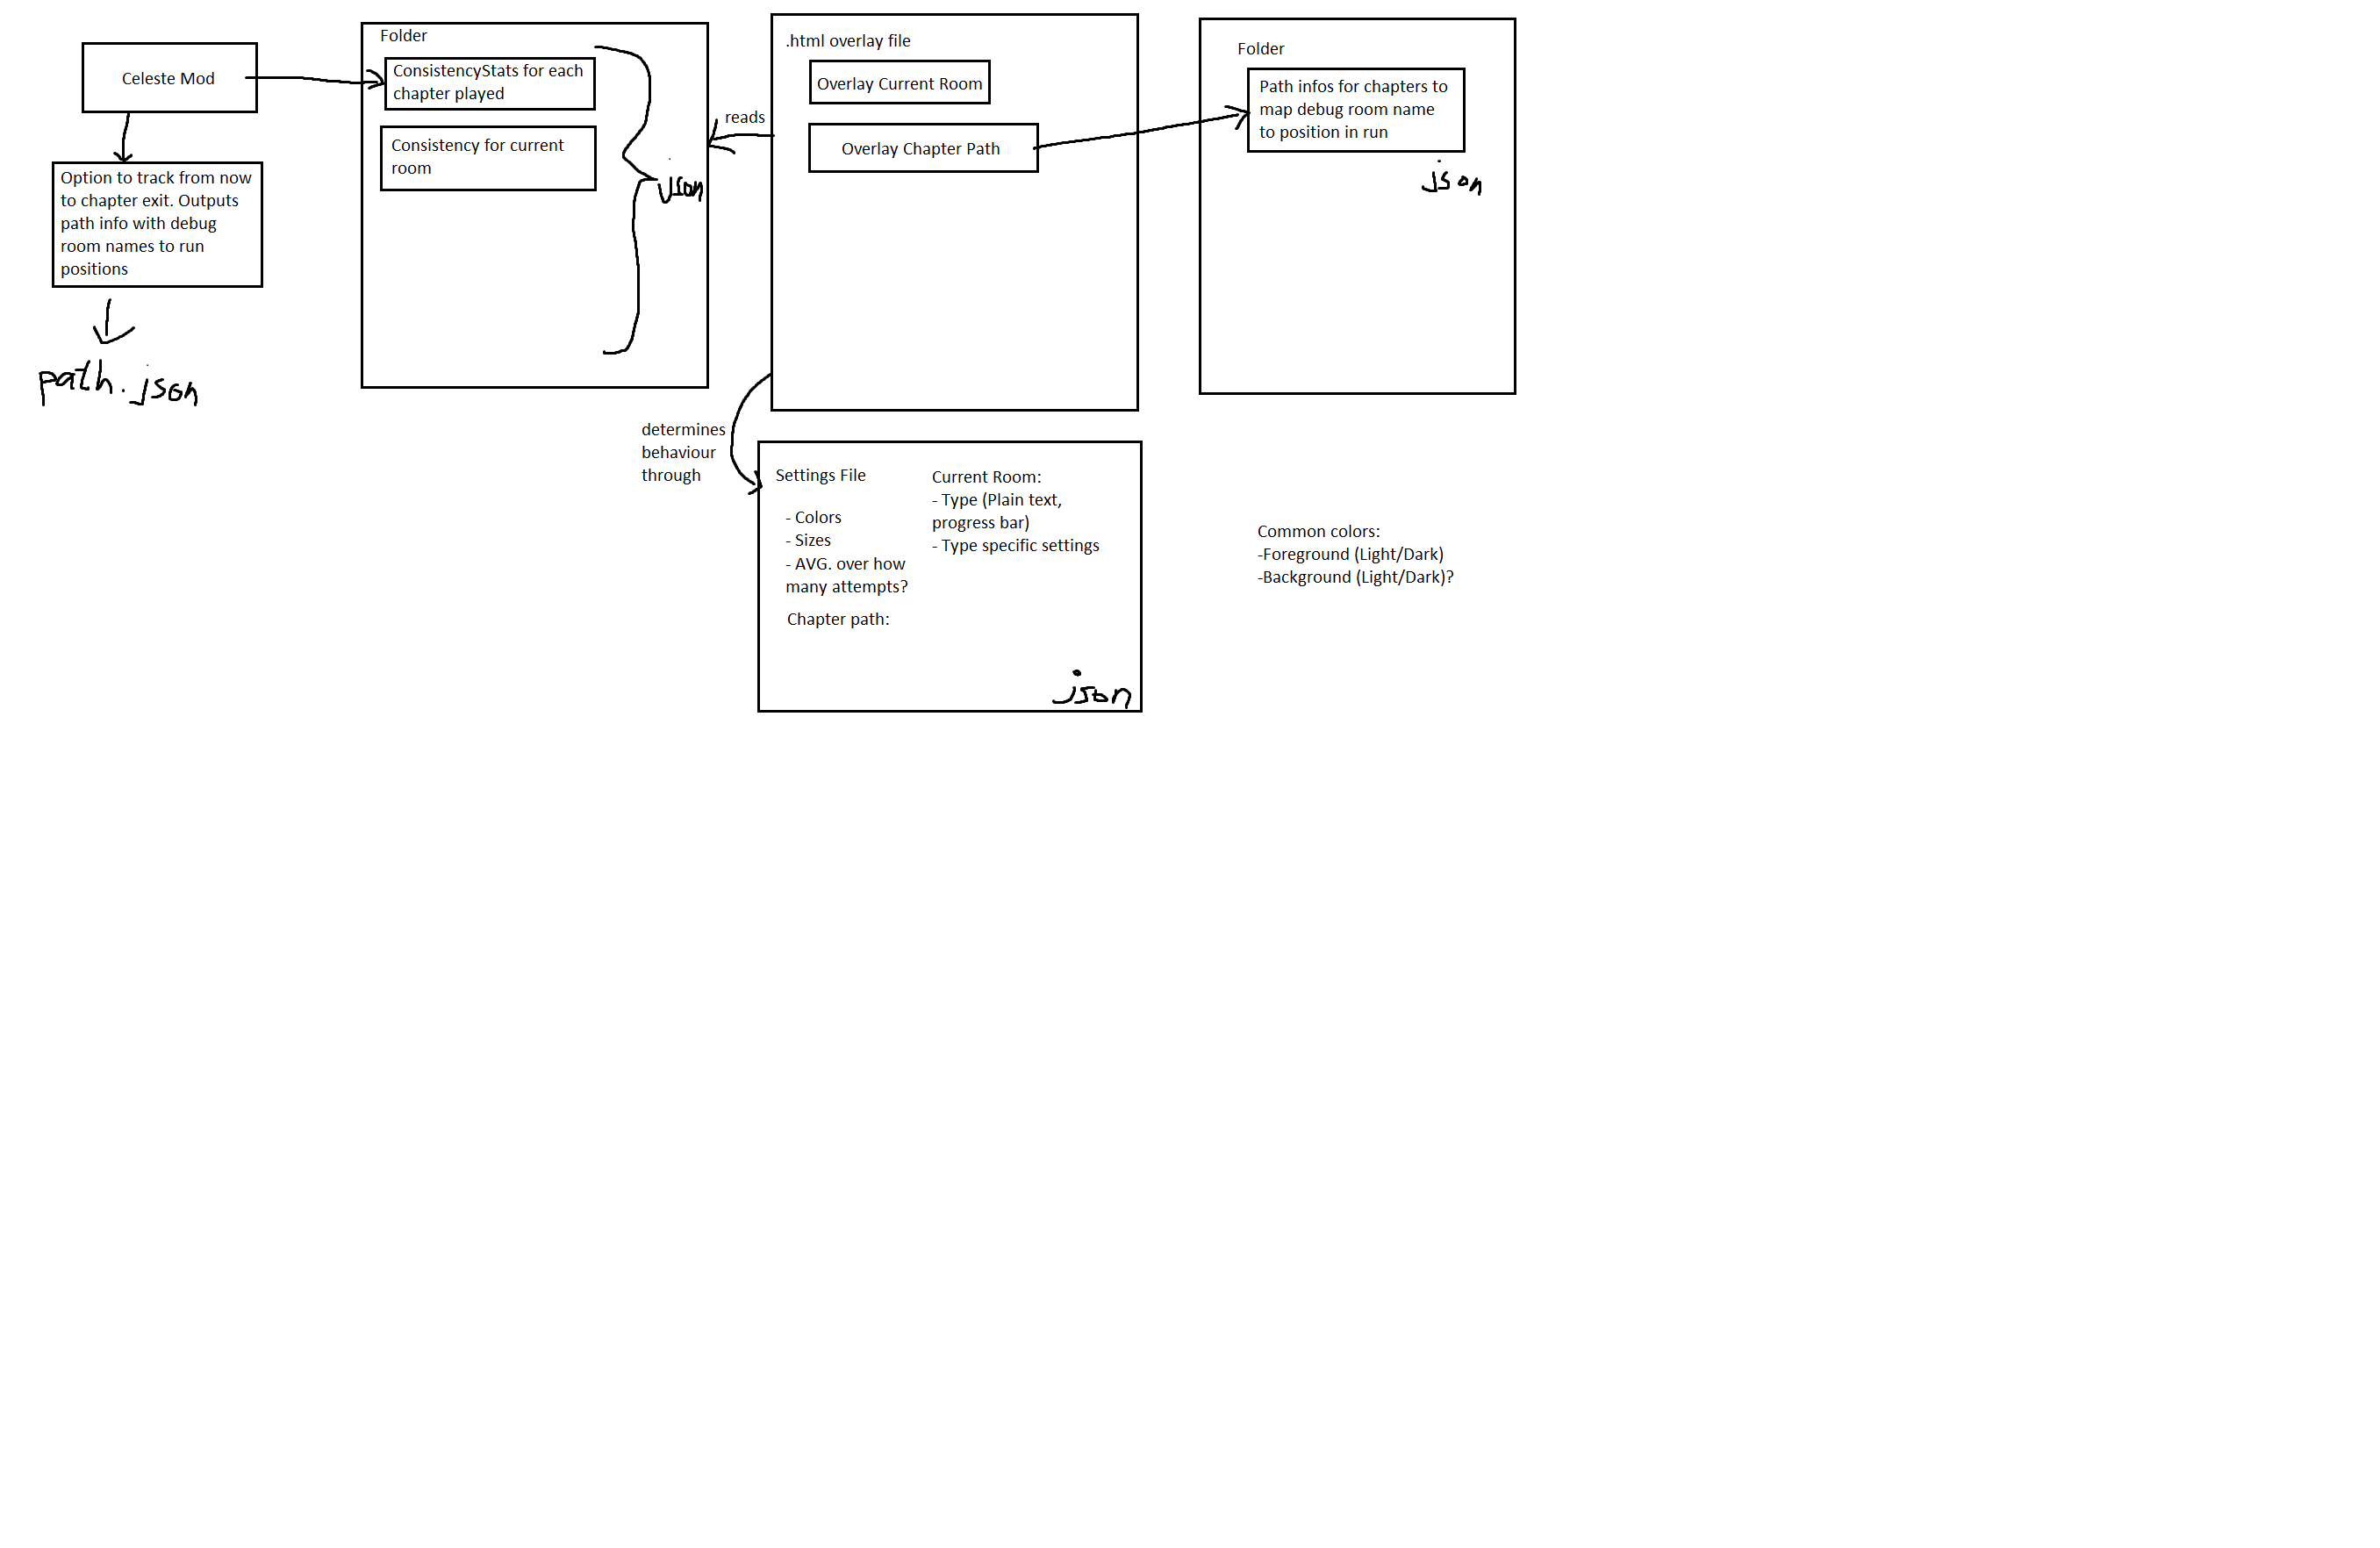 Celeste Mod
Option to track from now
to chapter exit. Outputs
path info with debug
room names to run
positions
path.json
Folder
ConsistencyStats for each
chapter played
Consistency for current
room
json
reads
.html overlay file
Overlay Current Room
Overlay Chapter Path
Folder
Path infos for chapters to
map debug room name
to position in run
json
determines
behaviour
through
Settings File
- Colors
- Sizes
- AVG. over how
many attempts?
Chapter path:
Current Room:
- Type (Plain text,
progress bar)
- Type specific settings
json
Common colors:
-Foreground (Light/Dark)
-Background (Light/Dark)?